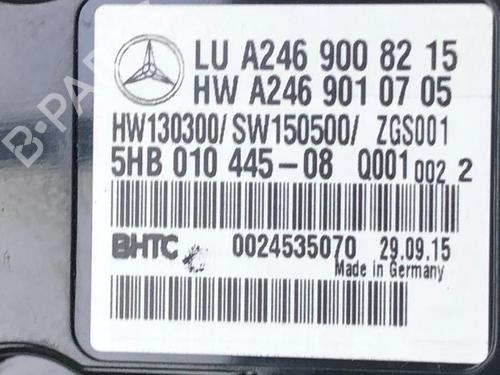 LU A246 900 82 15
HW A246 901 07 05
HW130300/ SW150500/ ZGS001
5HB 010 445-08 Q001 002 2
BHTC 0024535070 29.09.15
Made in Germany
B-PARTS